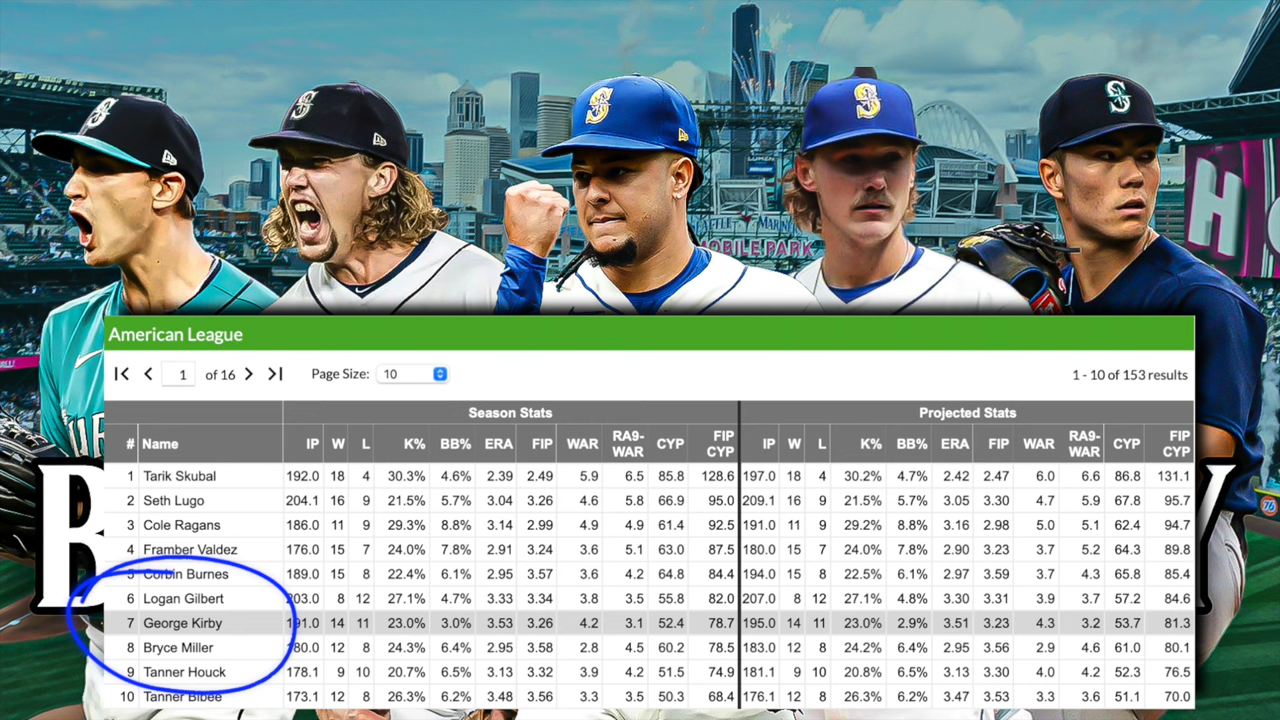 LUMEN
MOBILE PARK
H
B
American League
1 of 16 Page Size: 10 1 - 10 of 153 results
Season Stats Projected Stats
# Name IP W L K% BB% ERA FIP WAR RA9-WAR CYP FIP CYP IP W L K% BB% ERA FIP WAR RA9-WAR CYP FIP CYP
1 Tarik Skubal 192.0 18 4 30.3% 4.6% 2.39 2.49 5.9 6.5 85.8 128.6 197.0 18 4 30.2% 4.7% 2.42 2.47 6.0 6.6 86.8 131.1
2 Seth Lugo 204.1 16 9 21.5% 5.7% 3.04 3.26 4.6 5.8 66.9 95.0 209.1 16 9 21.5% 5.7% 3.05 3.30 4.7 5.9 67.8 95.7
3 Cole Ragans 186.0 11 9 29.3% 8.8% 3.14 2.99 4.9 4.9 61.4 92.5 191.0 11 9 29.2% 8.8% 3.16 2.98 5.0 5.1 62.4 94.7
4 Framber Valdez 176.0 15 7 24.0% 7.8% 2.91 3.24 3.6 5.1 63.0 87.5 180.0 15 7 24.0% 7.8% 2.90 3.23 3.7 5.2 64.3 89.8
5 Corbin Burnes 189.0 15 8 22.4% 6.1% 2.95 3.57 3.6 4.2 64.8 84.4 194.0 15 8 22.5% 6.1% 2.97 3.59 3.7 4.3 65.8 85.4
6 Logan Gilbert 203.0 8 12 27.1% 4.7% 3.33 3.34 3.8 3.5 55.8 82.0 207.0 8 12 27.1% 4.8% 3.30 3.31 3.9 3.7 57.2 84.6
7 George Kirby 191.0 14 11 23.0% 3.0% 3.53 3.26 4.2 3.1 52.4 78.7 195.0 14 11 23.0% 2.9% 3.51 3.23 4.3 3.2 53.7 81.3
8 Bryce Miller 180.0 12 8 24.3% 6.4% 2.95 3.58 2.8 4.5 60.2 78.5 183.0 12 8 24.2% 6.4% 2.95 3.56 2.9 4.6 61.0 80.1
9 Tanner Houck 178.1 9 10 20.7% 6.5% 3.13 3.32 3.9 4.2 51.5 74.9 181.1 9 10 20.8% 6.5% 3.13 3.30 4.0 4.2 52.3 76.5
10 Tanner Bibee 173.1 12 8 26.3% 6.2% 3.48 3.56 3.3 3.5 50.3 68.4 176.1 12 8 26.3% 6.2% 3.47 3.53 3.3 3.6 51.1 70.0
76